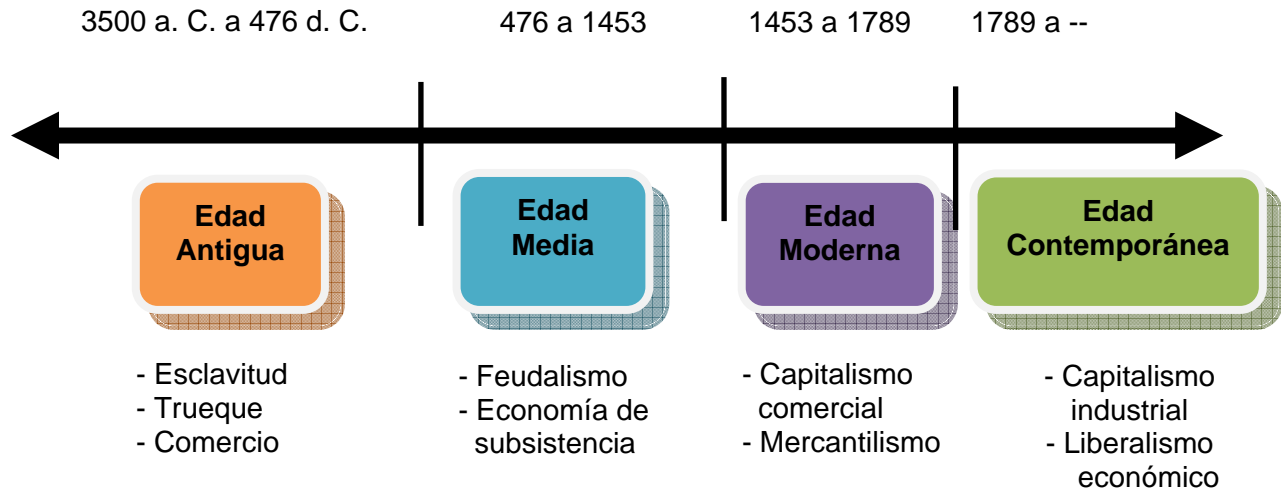 3500 a. C. a 476 d. C.
476 a 1453
1453 a 1789
1789 a --
Edad
Antigua
Edad
Media
Edad
Moderna
Edad
Contemporánea
- Esclavitud
- Trueque
- Comercio
- Feudalismo
- Economía de
subsistencia
- Capitalismo
comercial
- Mercantilismo
- Capitalismo
industrial
- Liberalismo
económico